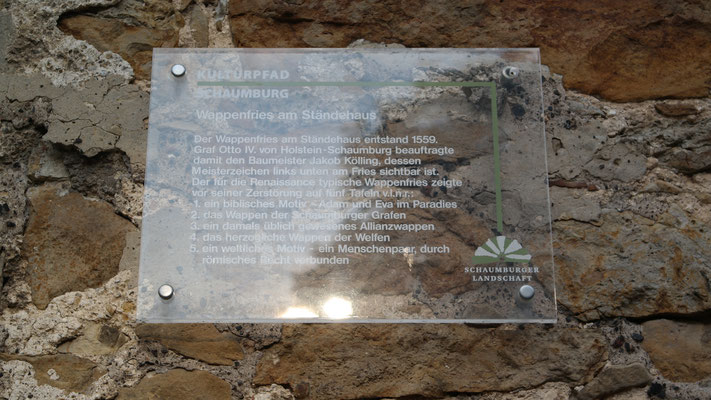 KULTURPFAD
SCHAUMBURG
Wappenfries am Ständehaus
Der Wappenfries am Ständehaus entstand 1559.
Graf Otto IV. von Holstein-Schaumburg beauftragte
damit den Baumeister Jakob Kölling, dessen
Meisterzeichen links unten am Fries sichtbar ist.
Der für die Renaissance typische Wappenfries zeigte
vor seiner Zerstörung auf fünf Tafeln v.l.n.r.:
1. ein biblisches Motiv - Adam und Eva im Paradies
2. das Wappen der Schaumburger Grafen
3. ein damals üblich gewesenes Allianzwappen
4. das herzogliche Wappen der Welfen
5. ein weltliches Motiv - ein Menschenpaar, durch
römisches Recht verbunden
SCHAUMBURGER
LANDSCHAFT